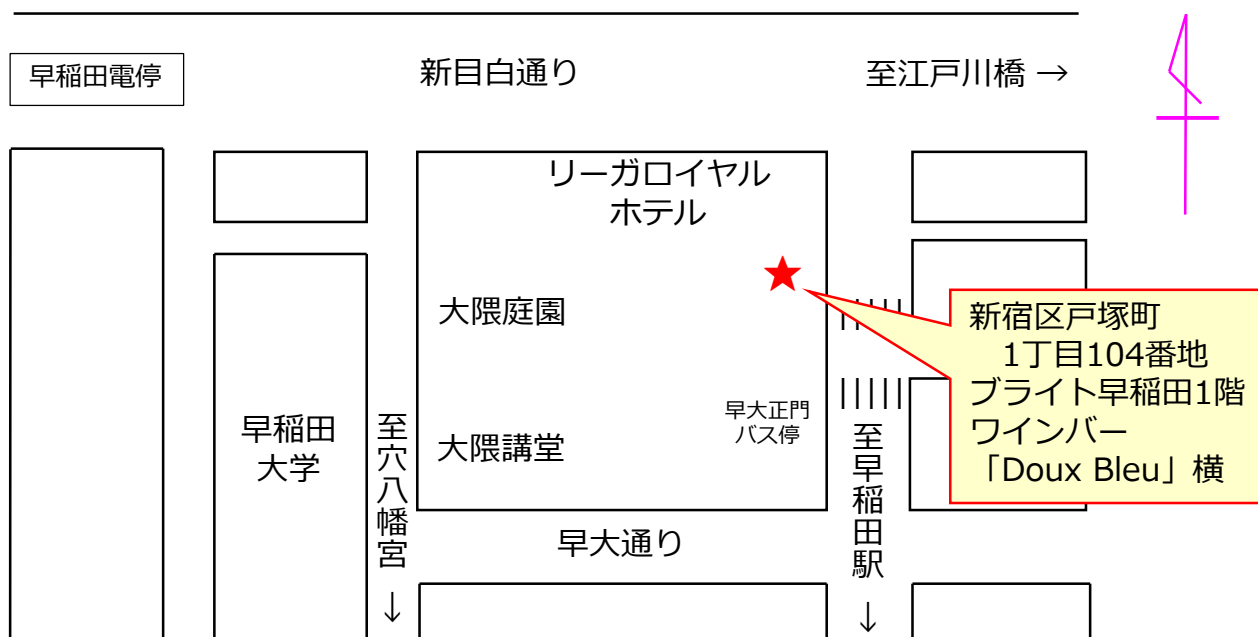 早稲田電停
新目白通り
至江戸川橋 →
リーガロイヤル
ホテル
大隈庭園
新宿区戸塚町
1丁目104番地
ブライト早稲田1階
ワインバー
「Doux Bleu」横
早大正門
バス停
大隈講堂
早稲田
大学
至穴八幡宮
↓
至早稲田駅
↓
早大通り